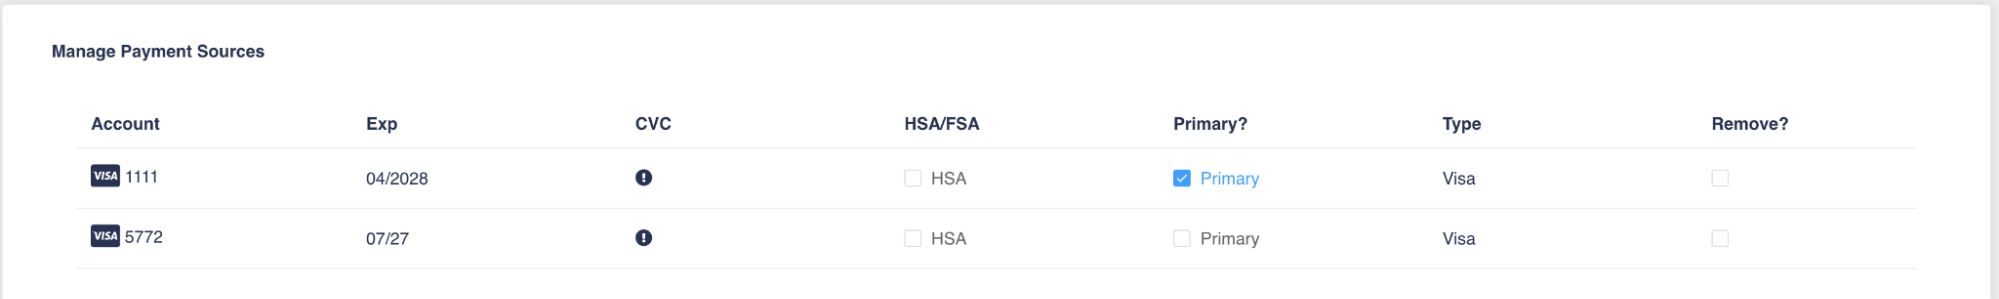 Manage Payment Sources
Account Exp CVC HSA/FSA Primary? Type Remove?
VISA 1111 04/2028 HSA Primary Visa
VISA 5772 07/27 HSA Primary Visa